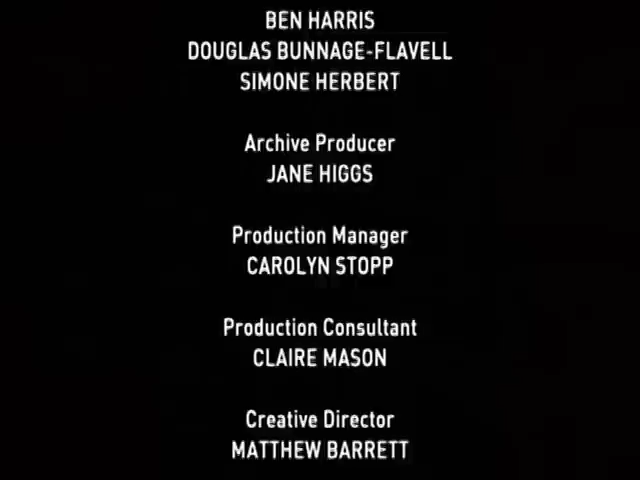 BEN HARRIS
DOUGLAS BUNNAGE-FLAVELL
SIMONE HERBERT
Archive Producer
JANE HIGGS
Production Manager
CAROLYN STOPP
Production Consultant
CLAIRE MASON
Creative Director
MATTHEW BARRETT